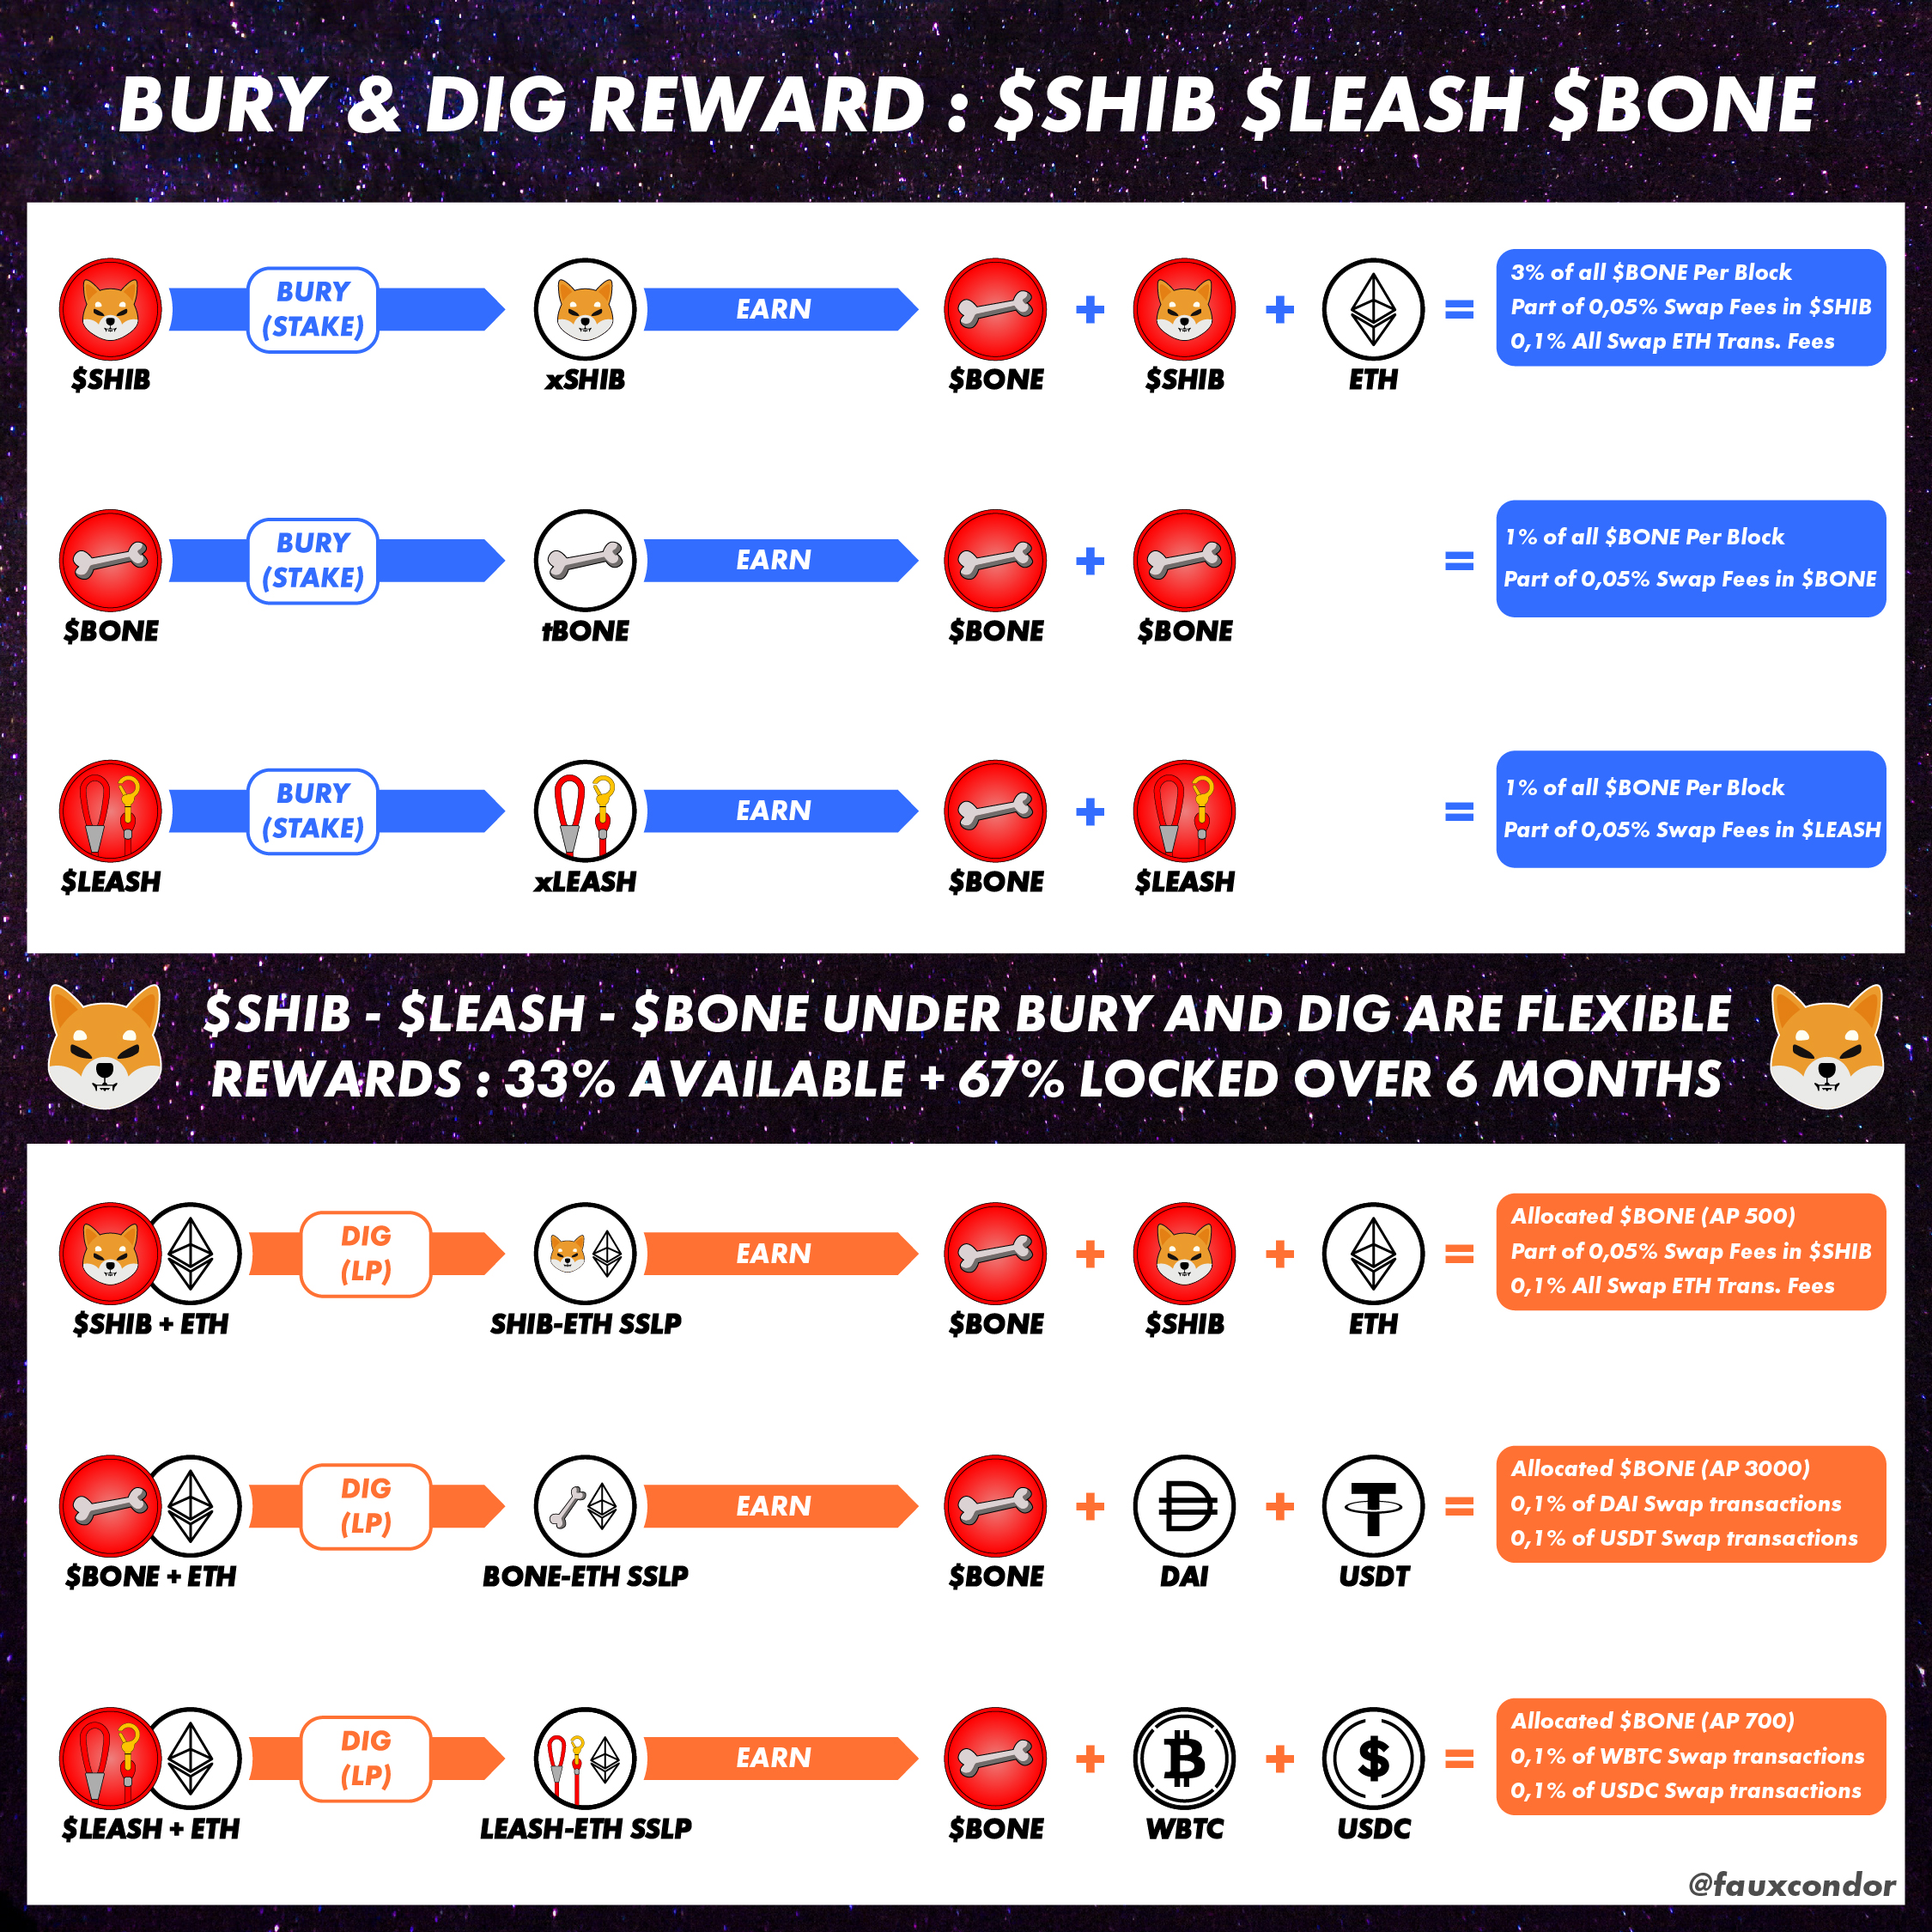 BURY & DIG REWARD : $SHIB $LEASH $BONE
$SHIB
BURY
(STAKE)
xSHIB
EARN
$BONE
+
$SHIB
+
ETH
=
3% of all $BONE Per Block
Part of 0,05% Swap Fees in $SHIB
0,1% All Swap ETH Trans. Fees
$BONE
BURY
(STAKE)
tBONE
EARN
$BONE
+
$BONE
=
1% of all $BONE Per Block
Part of 0,05% Swap Fees in $BONE
$LEASH
BURY
(STAKE)
xLEASH
EARN
$BONE
+
$LEASH
=
1% of all $BONE Per Block
Part of 0,05% Swap Fees in $LEASH
$SHIB - $LEASH - $BONE UNDER BURY AND DIG ARE FLEXIBLE
REWARDS : 33% AVAILABLE + 67% LOCKED OVER 6 MONTHS
$SHIB + ETH
DIG
(LP)
SHIB-ETH SSLP
EARN
$BONE
+
$SHIB
+
ETH
=
Allocated $BONE (AP 500)
Part of 0,05% Swap Fees in $SHIB
0,1% All Swap ETH Trans. Fees
$BONE + ETH
DIG
(LP)
BONE-ETH SSLP
EARN
$BONE
+
DAI
+
USDT
=
Allocated $BONE (AP 3000)
0,1% of DAI Swap transactions
0,1% of USDT Swap transactions
$LEASH + ETH
DIG
(LP)
LEASH-ETH SSLP
EARN
$BONE
+
WBTC
+
USDC
=
Allocated $BONE (AP 700)
0,1% of WBTC Swap transactions
0,1% of USDC Swap transactions
@fauxcondor